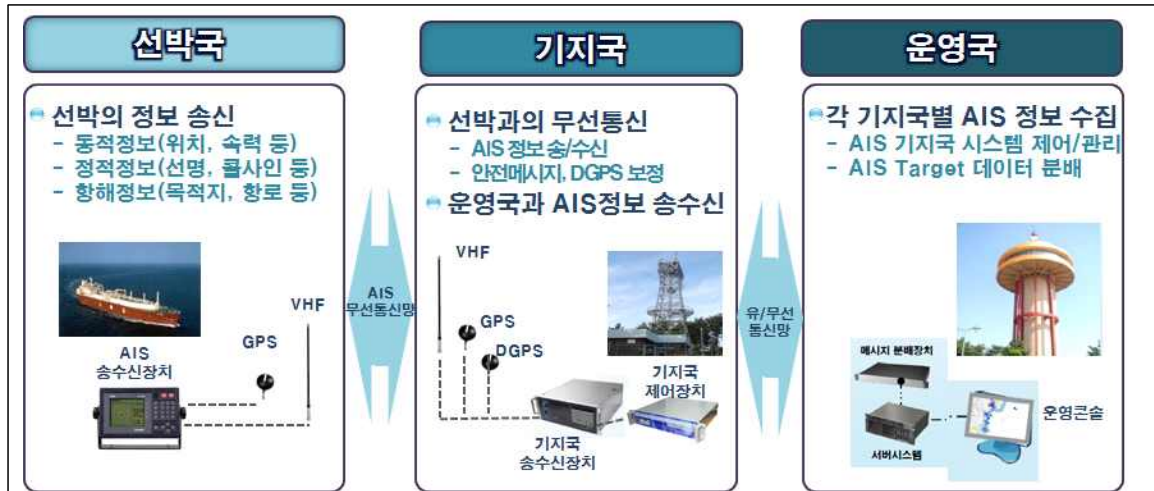 선박국
선박의 정보 송신
- 동적정보(위치, 속력 등)
- 정적정보(선명, 콜사인 등)
- 항해정보(목적지, 항로 등)
VHF
GPS
AIS
송수신장치
AIS
무선통신망
기지국
선박과의 무선통신
- AIS 정보 송/수신
- 안전메시지, DGPS 보정
운영국과 AIS정보 송수신
VHF
GPS
DGPS
기지국
제어장치
기지국
송수신장치
유/무선
통신망
운영국
각 기지국별 AIS 정보 수집
- AIS 기지국 시스템 제어/관리
- AIS Target 데이터 분배
메시지 분배장치
운영콘솔
서버시스템